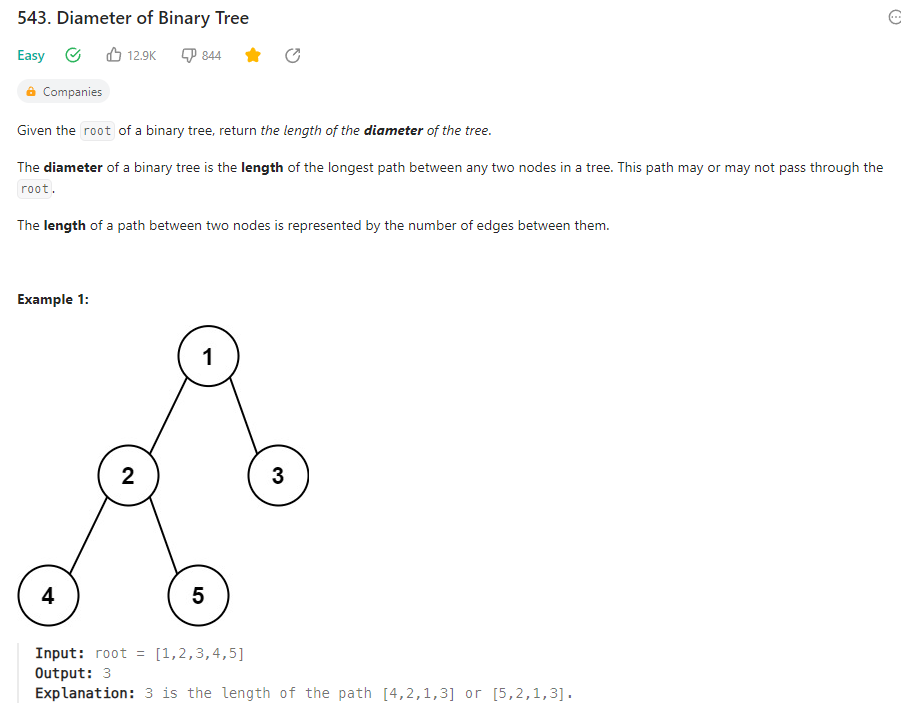 543. Diameter of Binary Tree
Easy 12.9K 844
Companies
Given the root of a binary tree, return the length of the diameter of the tree.
The diameter of a binary tree is the length of the longest path between any two nodes in a tree. This path may or may not pass through the
root.
The length of a path between two nodes is represented by the number of edges between them.
Example 1:
1
2 3
4 5
Input: root = [1,2,3,4,5]
Output: 3
Explanation: 3 is the length of the path [4,2,1,3] or [5,2,1,3].